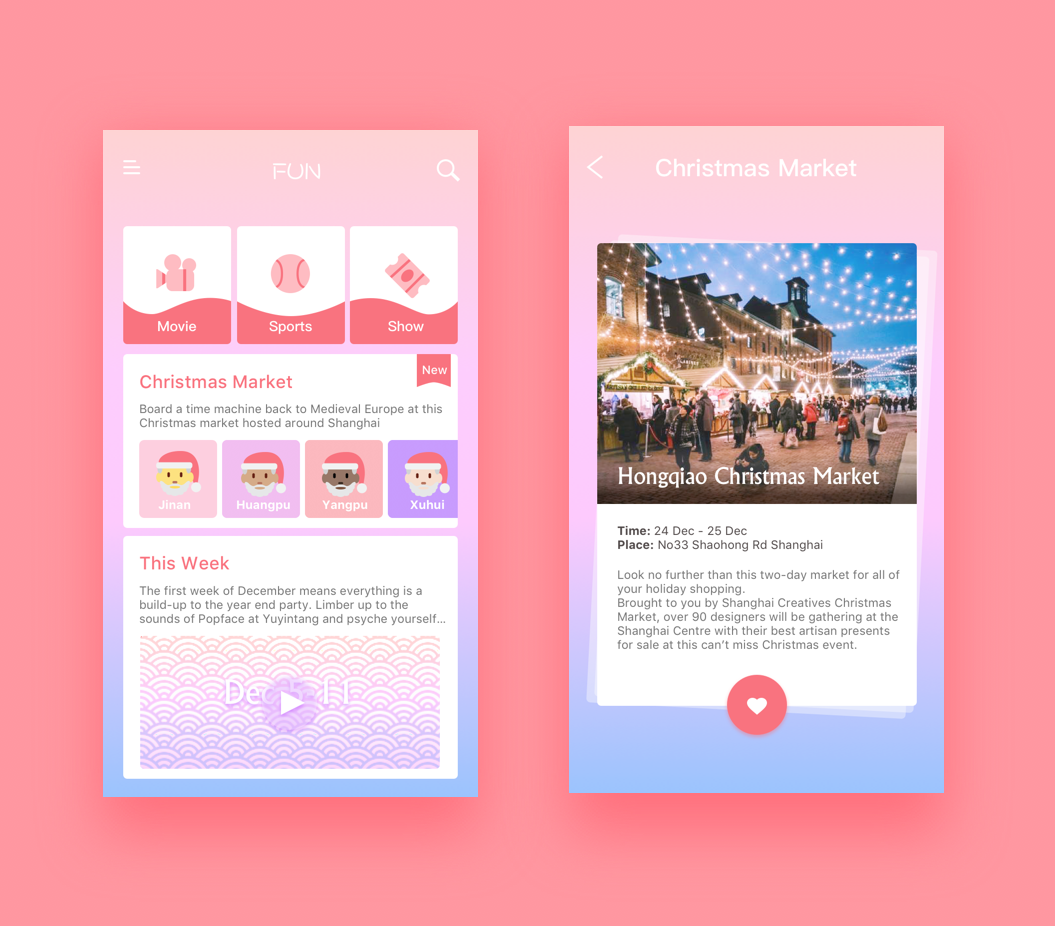 FUN
Movie
Sports
Show
Christmas Market
New
Board a time machine back to Medieval Europe at this
Christmas market hosted around Shanghai
Jinan
Huangpu
Yangpu
Xuhui
This Week
The first week of December means everything is a
build-up to the year end party. Limber up to the
sounds of Popface at Yuyintang and psyche yourself...
Christmas Market
Hongqiao Christmas Market
Time: 24 Dec - 25 Dec
Place: No33 Shaohong Rd Shanghai
Look no further than this two-day market for all of
your holiday shopping.
Brought to you by Shanghai Creatives Christmas
Market, over 90 designers will be gathering at the
Shanghai Centre with their best artisan presents
for sale at this can’t miss Christmas event.